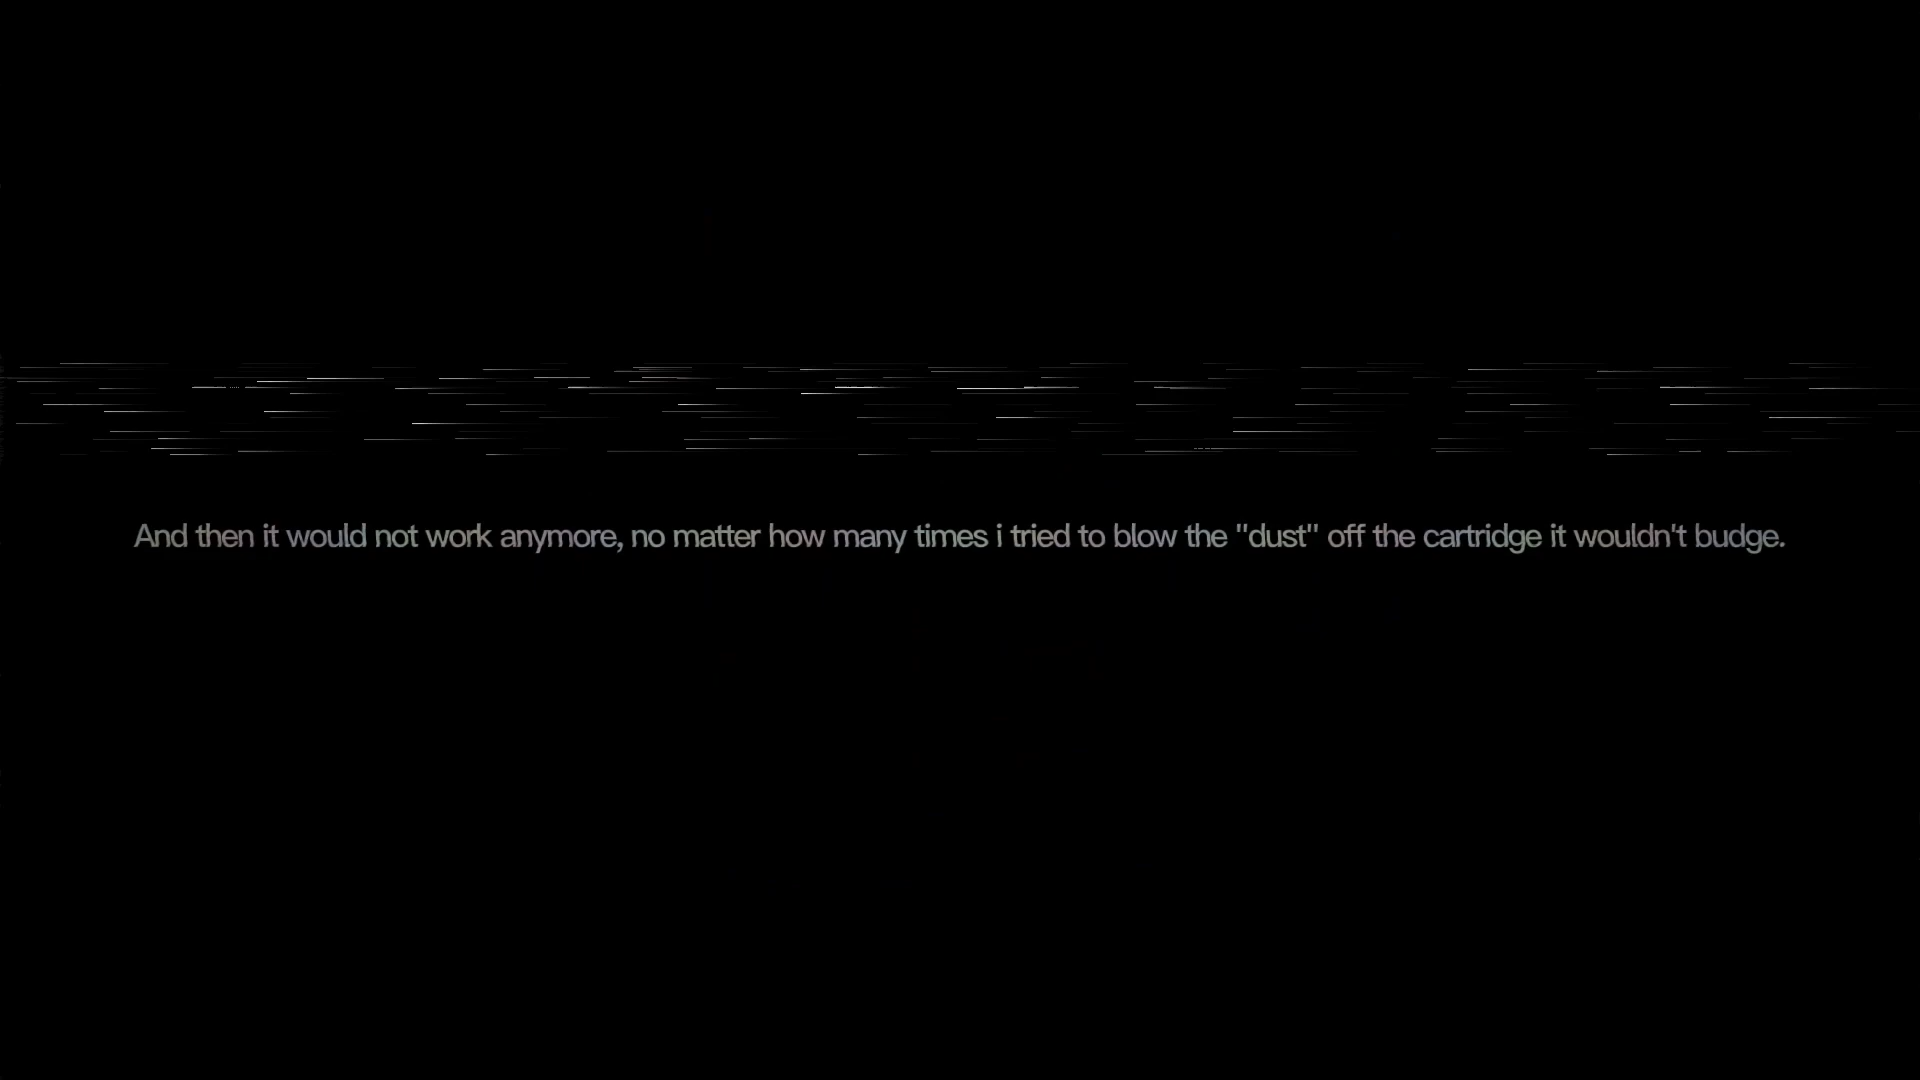 And then it would not work anymore, no matter how many times i tried to blow the "dust" off the cartridge it wouldn't budge.